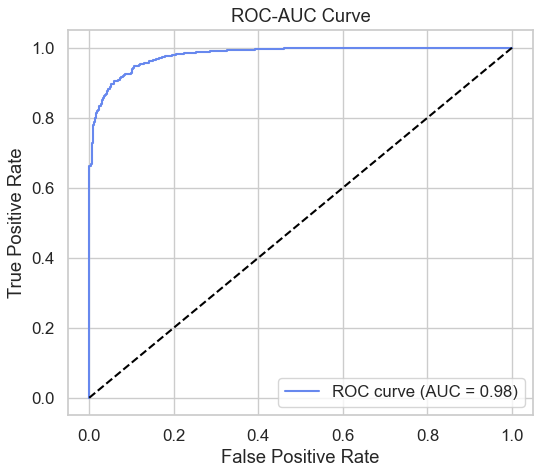 ROC-AUC Curve
True Positive Rate
1.0
0.8
0.6
0.4
0.2
0.0
ROC curve (AUC = 0.98)
0.0 0.2 0.4 0.6 0.8 1.0
False Positive Rate